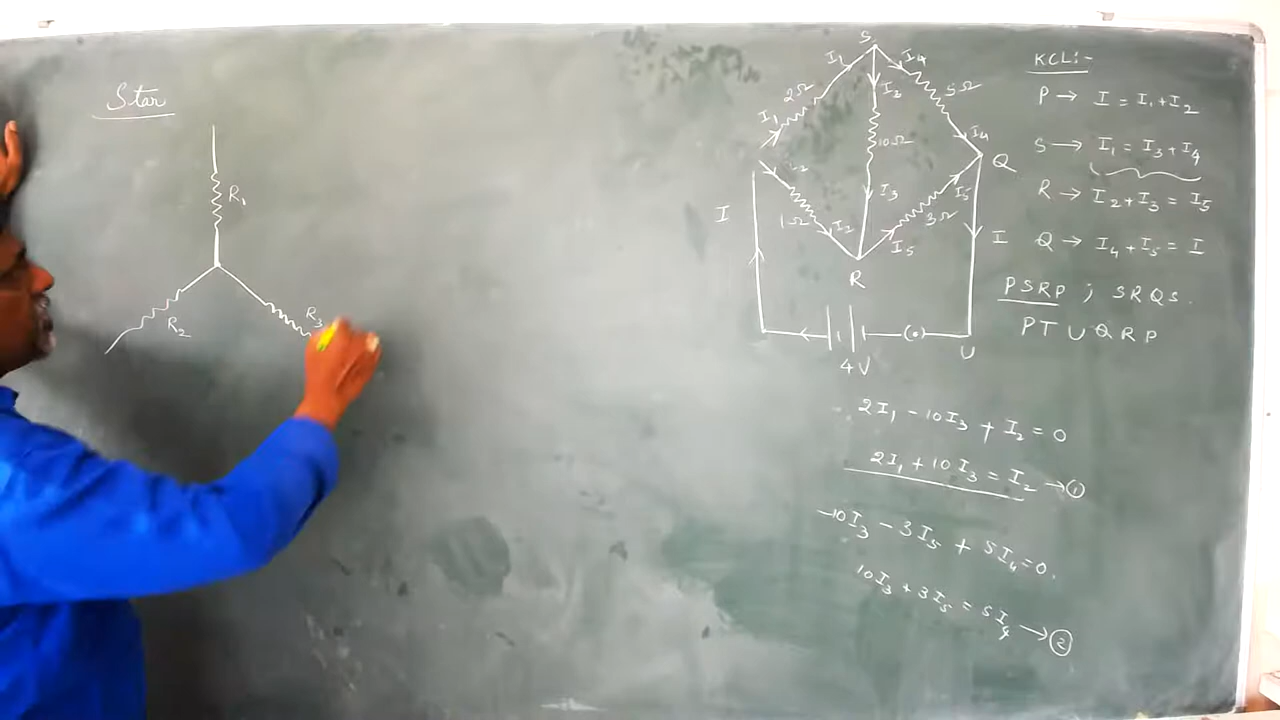 Star
R₁
R₂
R₃
S
I₁
I₄
2Ω
I₃
5Ω
I₁
10Ω
I₄
Q
I₃
I₅
1Ω
I₂
3Ω
I₅
I
I
R
4V
U
KCL:-
P → I = I₁ + I₂
S → I₁ = I₃ + I₄
R → I₂ + I₃ = I₅
Q → I₄ + I₅ = I
PSRP ; SRQS.
PTUQRP
2I₁ - 10I₃ + I₂ = 0
2I₁ + 10I₃ = I₂ → ①
-10I₃ - 3I₅ + 5I₄ = 0.
10I₃ + 3I₅ = 5I₄ → ②